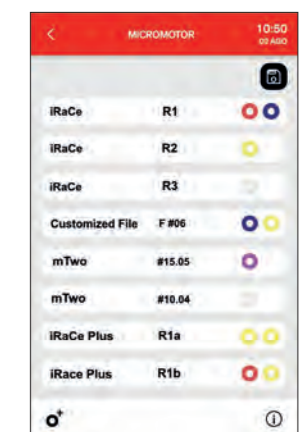 MICROMOTOR 10:50
02 AGO
iRaCe R1
iRaCe R2
iRaCe R3
Customized File F #06
mTwo #15.05
mTwo #10.04
iRaCe Plus R1a
iRace Plus R1b